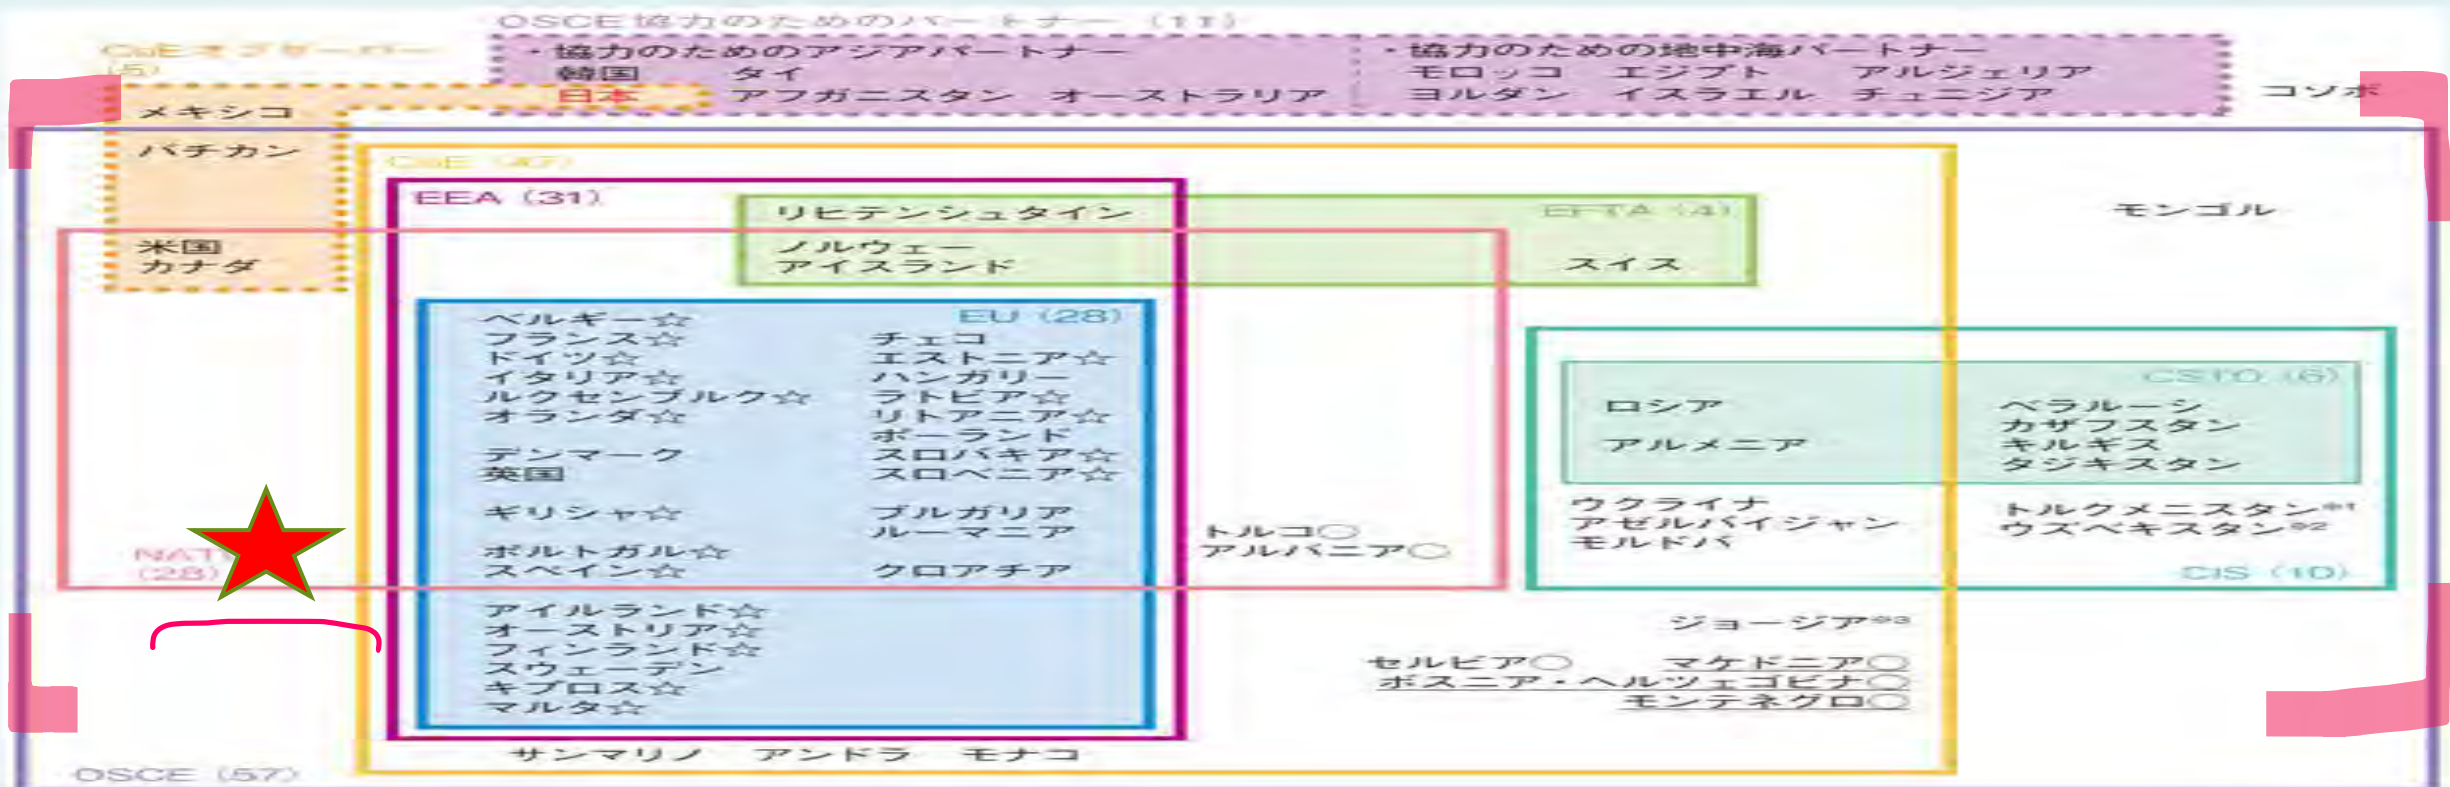 OSCE協力のためのパートナー（11）
CoEオブザーバー
（5）
・協力のためのアジアパートナー
韓国 タイ
日本 アフガニスタン オーストラリア
・協力のための地中海パートナー
モロッコ エジプト アルジェリア
ヨルダン イスラエル チュニジア
コソボ
メキシコ
バチカン
米国
カナダ
CoE（47）
EEA（31）
リヒテンシュタイン
EFTA（4）
ノルウェー
アイスランド
スイス
モンゴル
EU（28）
ベルギー☆
フランス☆
ドイツ☆
イタリア☆
ルクセンブルク☆
オランダ☆
デンマーク
英国
ギリシャ☆
ポルトガル☆
スペイン☆
チェコ
エストニア☆
ハンガリー
ラトビア☆
リトアニア☆
ポーランド
スロバキア☆
スロベニア☆
ブルガリア
ルーマニア
クロアチア
アイルランド☆
オーストリア☆
フィンランド☆
スウェーデン
キプロス☆
マルタ☆
トルコ○
アルバニア○
CSTO（6）
ロシア
アルメニア
ベラルーシ
カザフスタン
キルギス
タジキスタン
ウクライナ
アゼルバイジャン
モルドバ
トルクメニスタン※1
ウズベキスタン※2
CIS（10）
NAT
（28）
ジョージア※3
セルビア○ マケドニア○
ボスニア・ヘルツェゴビナ○
モンテネグロ○
サンマリノ アンドラ モナコ
OSCE（57）